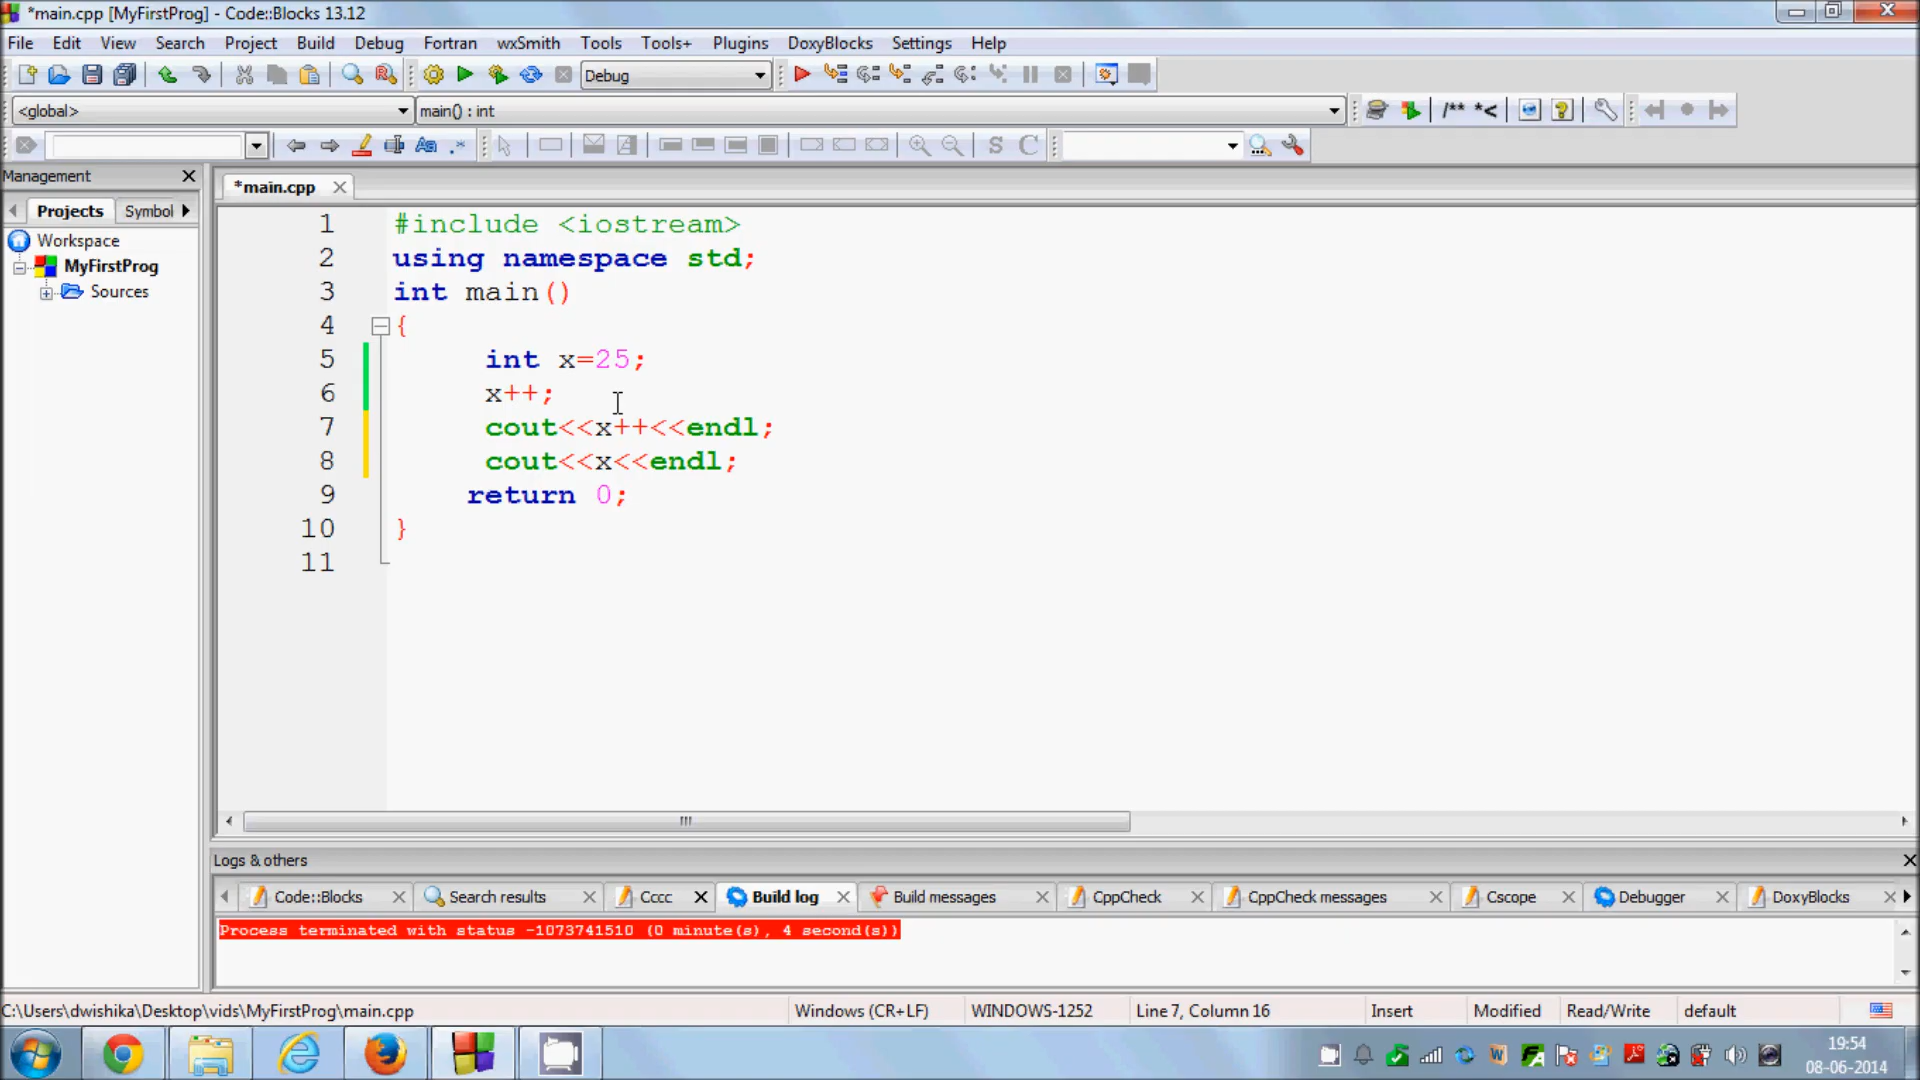 *main.cpp [MyFirstProg] - Code::Blocks 13.12
File Edit View Search Project Build Debug Fortran wxSmith Tools Tools+ Plugins DoxyBlocks Settings Help
Debug
<global> main() : int /** *<
S C
Management
*main.cpp
Projects Symbol
Workspace
MyFirstProg
Sources
1 #include <iostream>
2 using namespace std;
3 int main()
4 {
5 int x=25;
6 x++;
7 cout<<x++<<endl;
8 cout<<x<<endl;
9 return 0;
10 }
11
Logs & others
Code::Blocks Search results Cccc Build log Build messages CppCheck CppCheck messages Cscope Debugger DoxyBlocks
Process terminated with status -1073741510 (0 minute(s), 4 second(s))
C:\Users\dwishika\Desktop\vids\MyFirstProg\main.cpp Windows (CR+LF) WINDOWS-1252 Line 7, Column 16 Insert Modified Read/Write default
19:54
08-06-2014